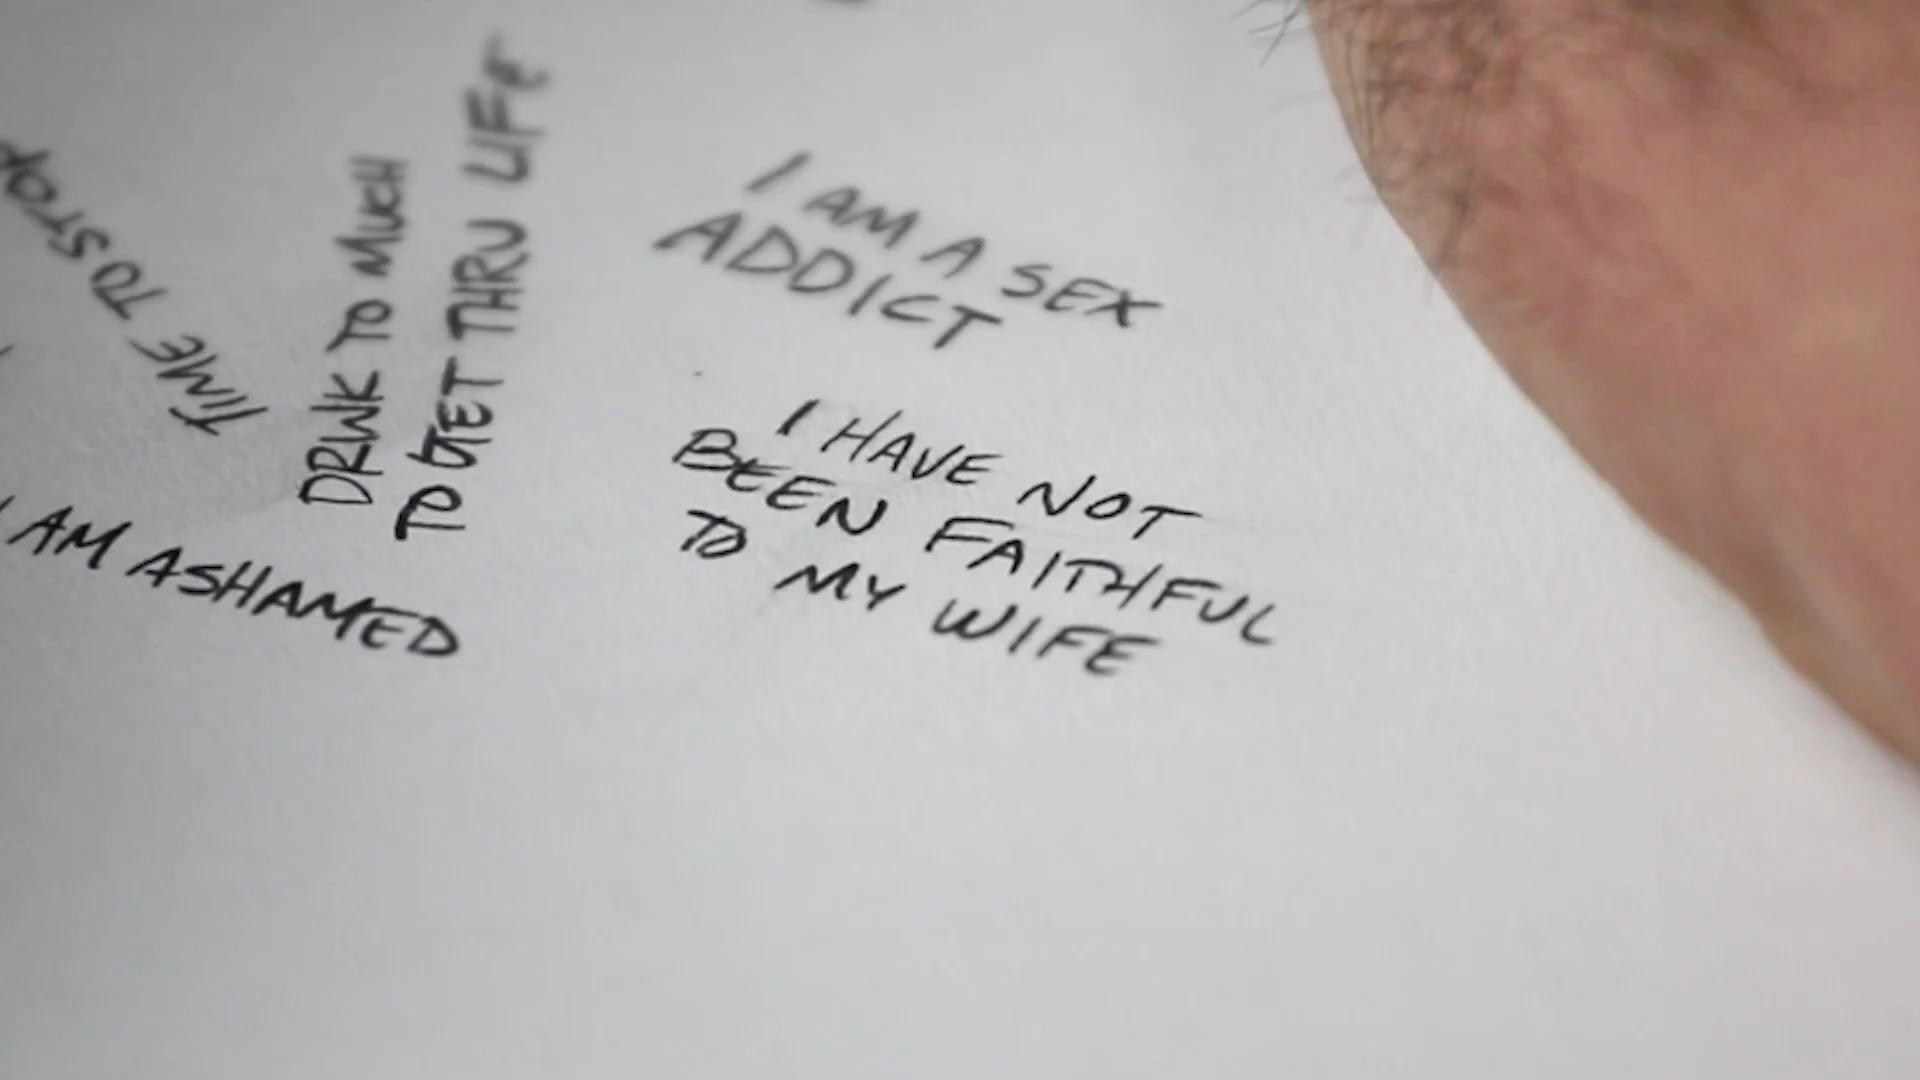 TIME TO STOP
DRINK TO MUCH
TO GET THRU LIFE
I AM ASHAMED
I AM A SEX
ADDICT
I HAVE NOT
BEEN FAITHFUL
TO MY WIFE